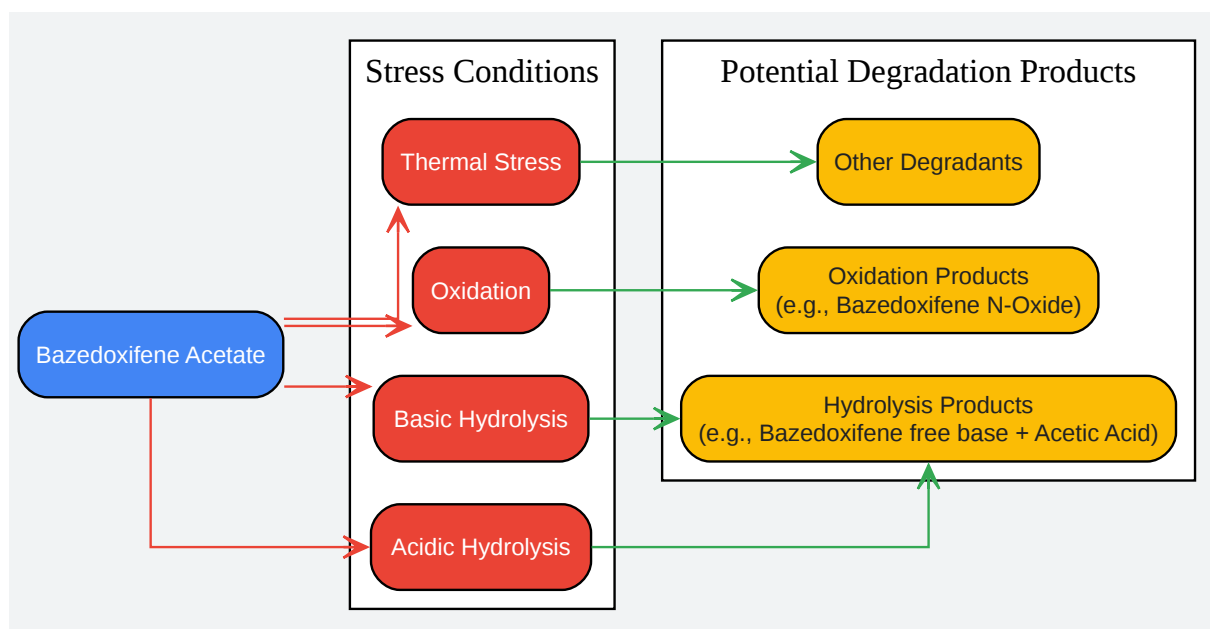 Stress Conditions
Potential Degradation Products
Thermal Stress
Other Degradants
Oxidation
Oxidation Products
(e.g., Bazedoxifene N-Oxide)
Bazedoxifene Acetate
Basic Hydrolysis
Hydrolysis Products
(e.g., Bazedoxifene free base + Acetic Acid)
Acidic Hydrolysis